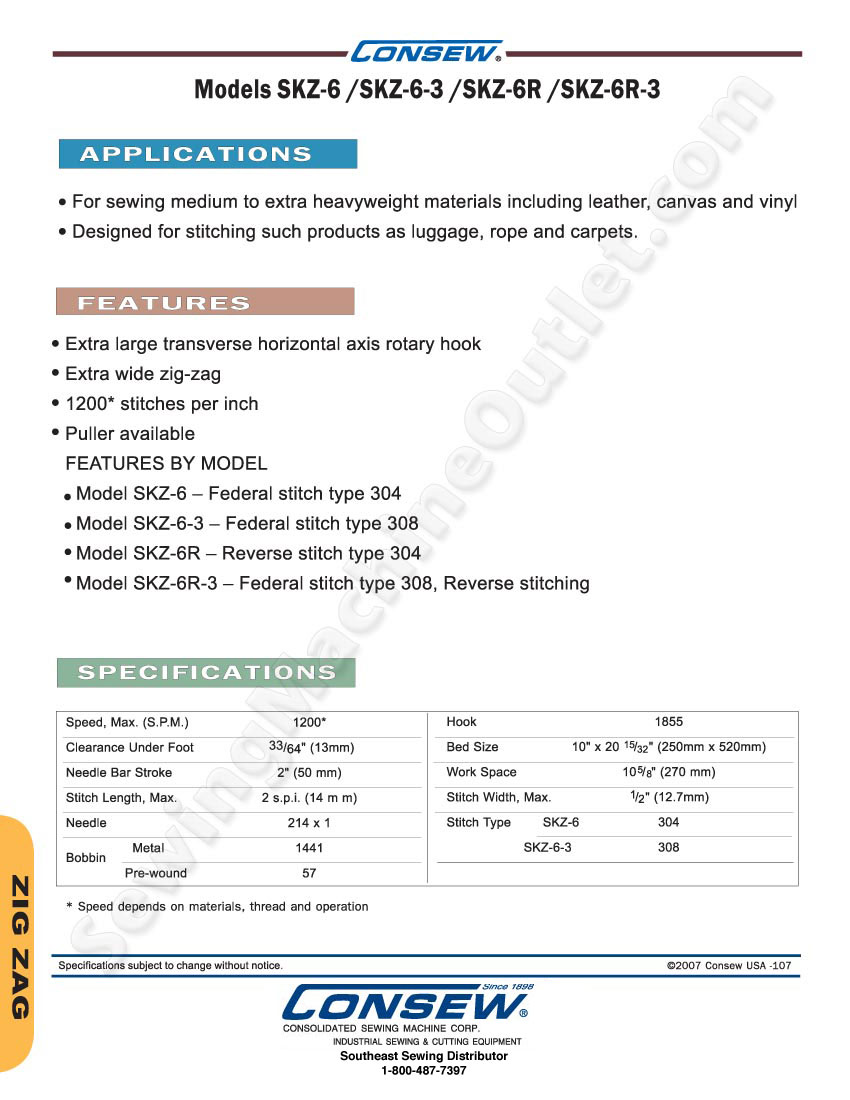 CONSEW®
Models SKZ-6 /SKZ-6-3 /SKZ-6R /SKZ-6R-3
APPLICATIONS
• For sewing medium to extra heavyweight materials including leather, canvas and vinyl
• Designed for stitching such products as luggage, rope and carpets.
FEATURES
• Extra large transverse horizontal axis rotary hook
• Extra wide zig-zag
• 1200* stitches per inch
• Puller available
FEATURES BY MODEL
• Model SKZ-6 – Federal stitch type 304
• Model SKZ-6-3 – Federal stitch type 308
• Model SKZ-6R – Reverse stitch type 304
• Model SKZ-6R-3 – Federal stitch type 308, Reverse stitching
SPECIFICATIONS
Speed, Max. (S.P.M.) 1200*
Clearance Under Foot 33/64" (13mm)
Needle Bar Stroke 2" (50 mm)
Stitch Length, Max. 2 s.p.i. (14 m m)
Needle 214 x 1
Bobbin Metal 1441
Pre-wound 57
Hook 1855
Bed Size 10" x 20 15/32" (250mm x 520mm)
Work Space 10 5/8" (270 mm)
Stitch Width, Max. 1/2" (12.7mm)
Stitch Type SKZ-6 304
SKZ-6-3 308
* Speed depends on materials, thread and operation
ZIG ZAG
Specifications subject to change without notice. ©2007 Consew USA -107
Since 1898
CONSEW®
CONSOLIDATED SEWING MACHINE CORP.
INDUSTRIAL SEWING & CUTTING EQUIPMENT
Southeast Sewing Distributor
1-800-487-7397
SewingMachineOutlet.com